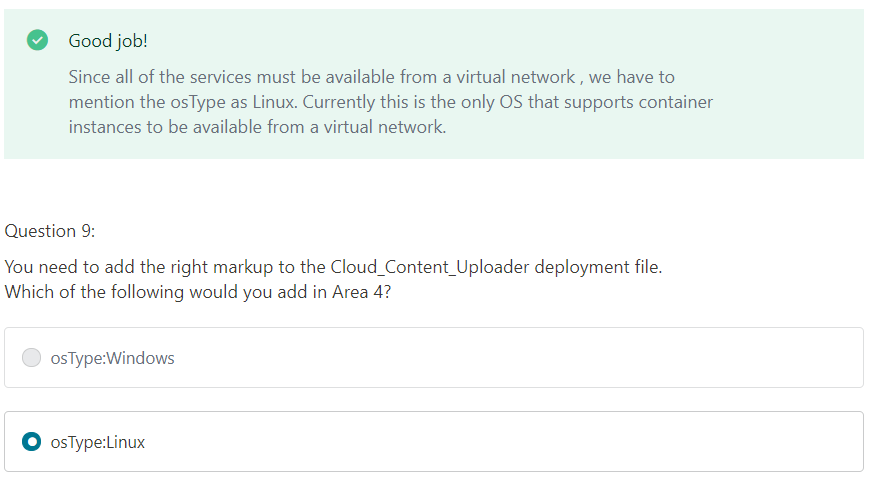 Good job!
Since all of the services must be available from a virtual network , we have to
mention the osType as Linux. Currently this is the only OS that supports container
instances to be available from a virtual network.
Question 9:
You need to add the right markup to the Cloud_Content_Uploader deployment file.
Which of the following would you add in Area 4?
osType:Windows
osType:Linux